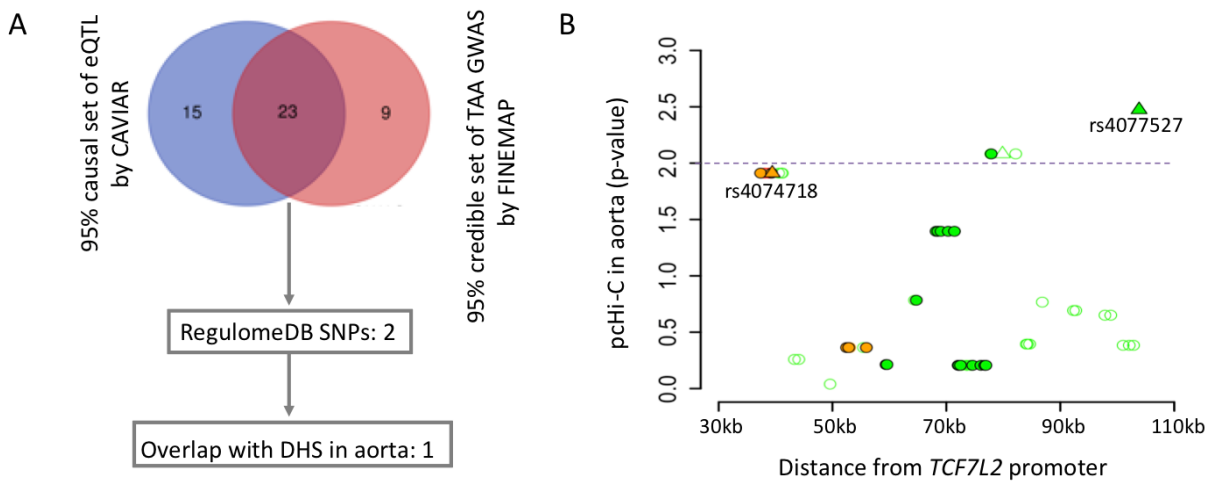 A
95% causal set of eQTL
by CAVIAR
15
23
9
95% credible set of TAA GWAS
by FINEMAP
RegulomeDB SNPs: 2
Overlap with DHS in aorta: 1
B
pcHi-C in aorta (p-value)
3.0
2.5
2.0
1.5
1.0
0.5
0.0
rs4077527
rs4074718
30kb 50kb 70kb 90kb 110kb
Distance from TCF7L2 promoter